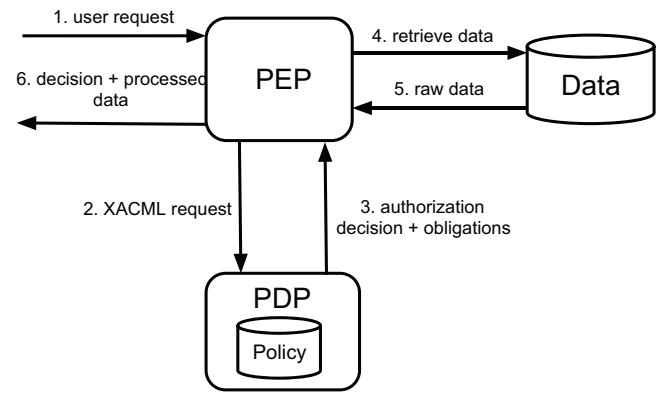 1. user request
4. retrieve data
6. decision + processed
data
PEP
5. raw data
Data
2. XACML request
3. authorization
decision + obligations
PDP
Policy